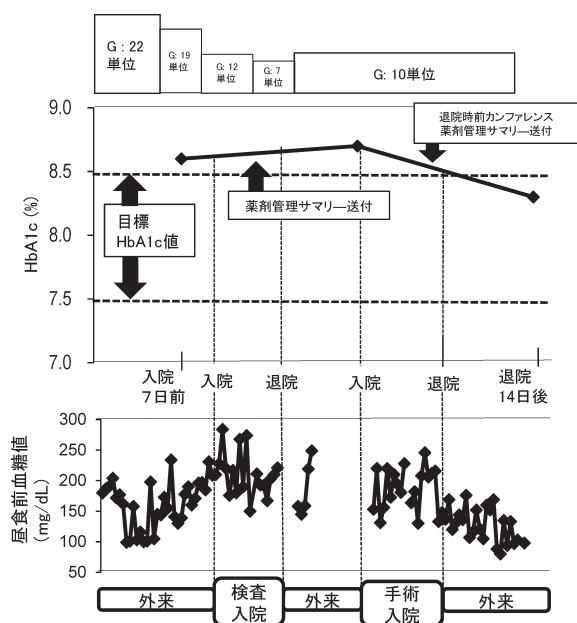 G : 22
単位
G: 19
単位
G: 12
単位
G: 7
単位
G: 10単位
9.0
8.5
8.0
7.5
7.0
HbA1c (%)
退院時前カンファレンス
薬剤管理サマリ―送付
薬剤管理サマリ―送付
目標
HbA1c値
入院
7日前
入院
退院
入院
退院
退院
14日後
300
250
200
150
100
50
昼食前血糖値
(mg/dL)
外来
検査
入院
外来
手術
入院
外来